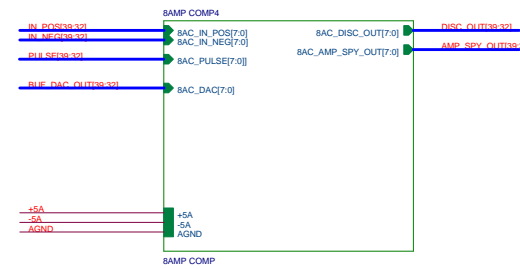 8AMP COMP4
IN_POS[39:32]
8AC_IN_POS[7:0]
8AC_DISC_OUT[7:0]
DISC_OUT[39:32]
IN_NEG[39:32]
8AC_IN_NEG[7:0]
8AC_AMP_SPY_OUT[7:0]
PULSE[39:32]
8AC_PULSE[7:0]]
BUF_DAC_OUT[39:32]
8AC_DAC[7:0]
+5A
+5A
-5A
-5A
AGND
AGND
8AMP COMP